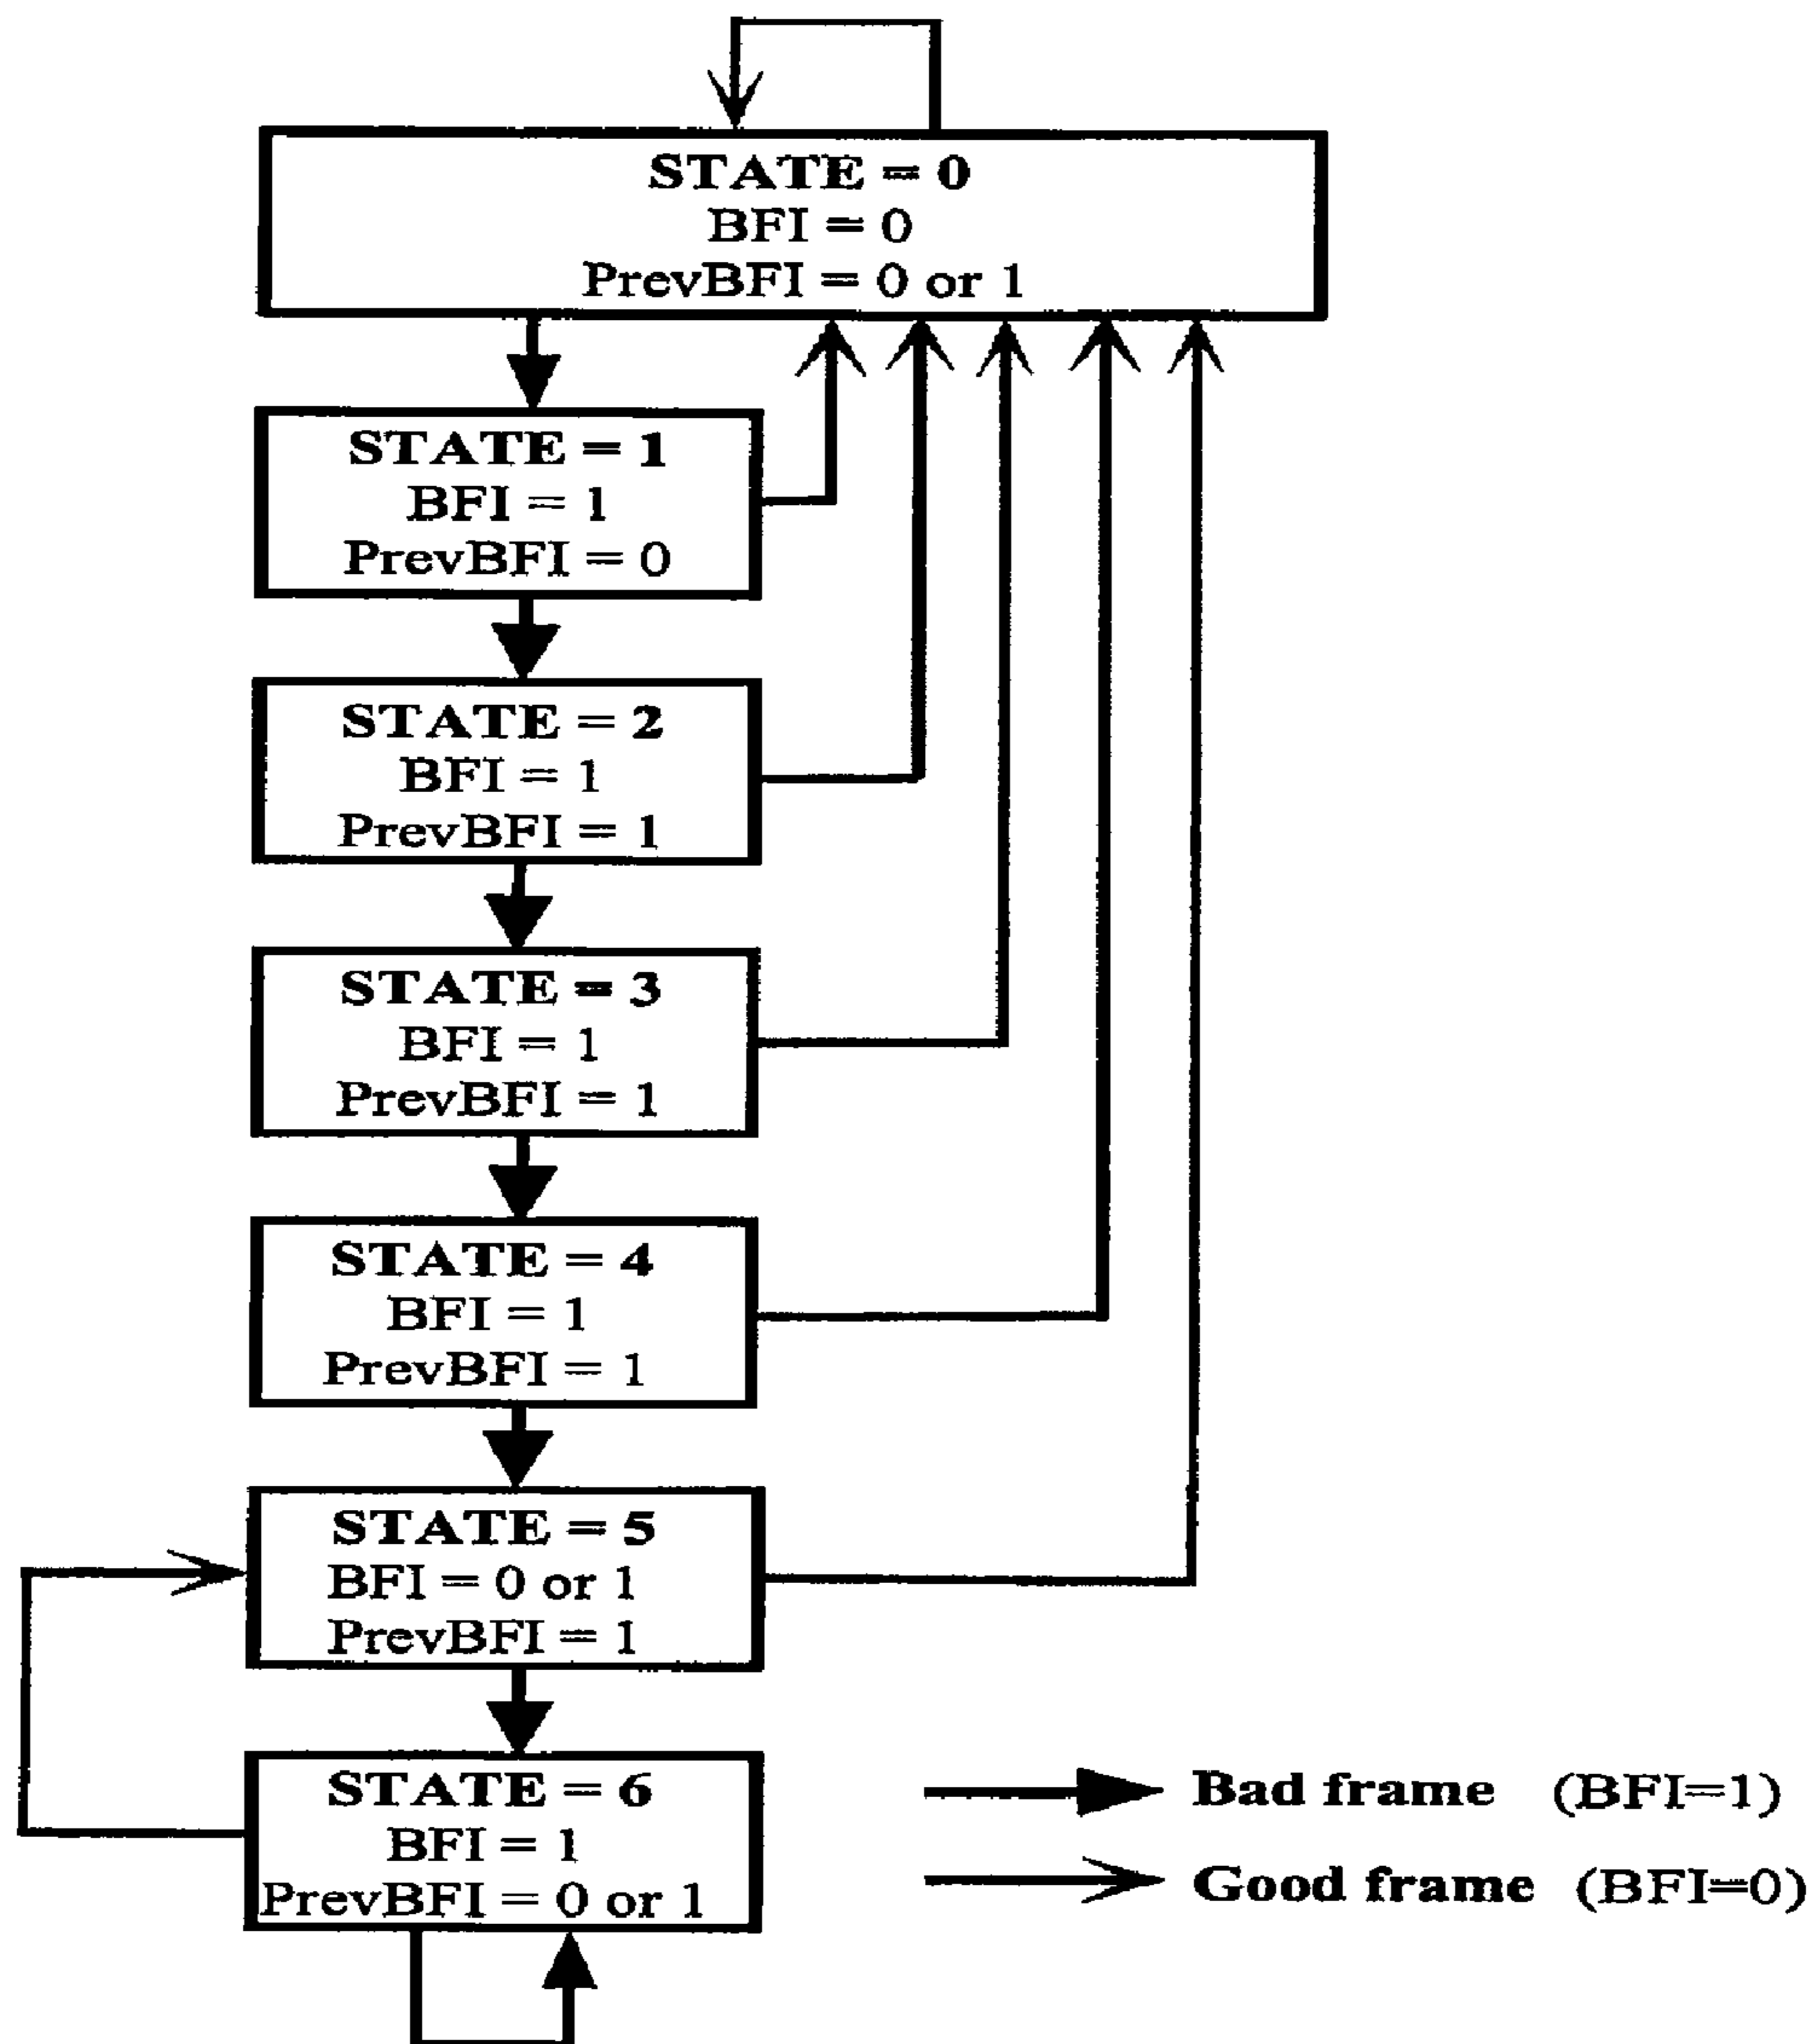 STATE = 0
BFI = 0
PrevBFI = 0 or 1
STATE = 1
BFI = 1
PrevBFI = 0
STATE = 2
BFI = 1
PrevBFI = 1
STATE = 3
BFI = 1
PrevBFI = 1
STATE = 4
BFI = 1
PrevBFI = 1
STATE = 5
BFI = 0 or 1
PrevBFI = 1
STATE = 6
BFI = 1
PrevBFI = 0 or 1
Bad frame (BFI=1)
Good frame (BFI=0)